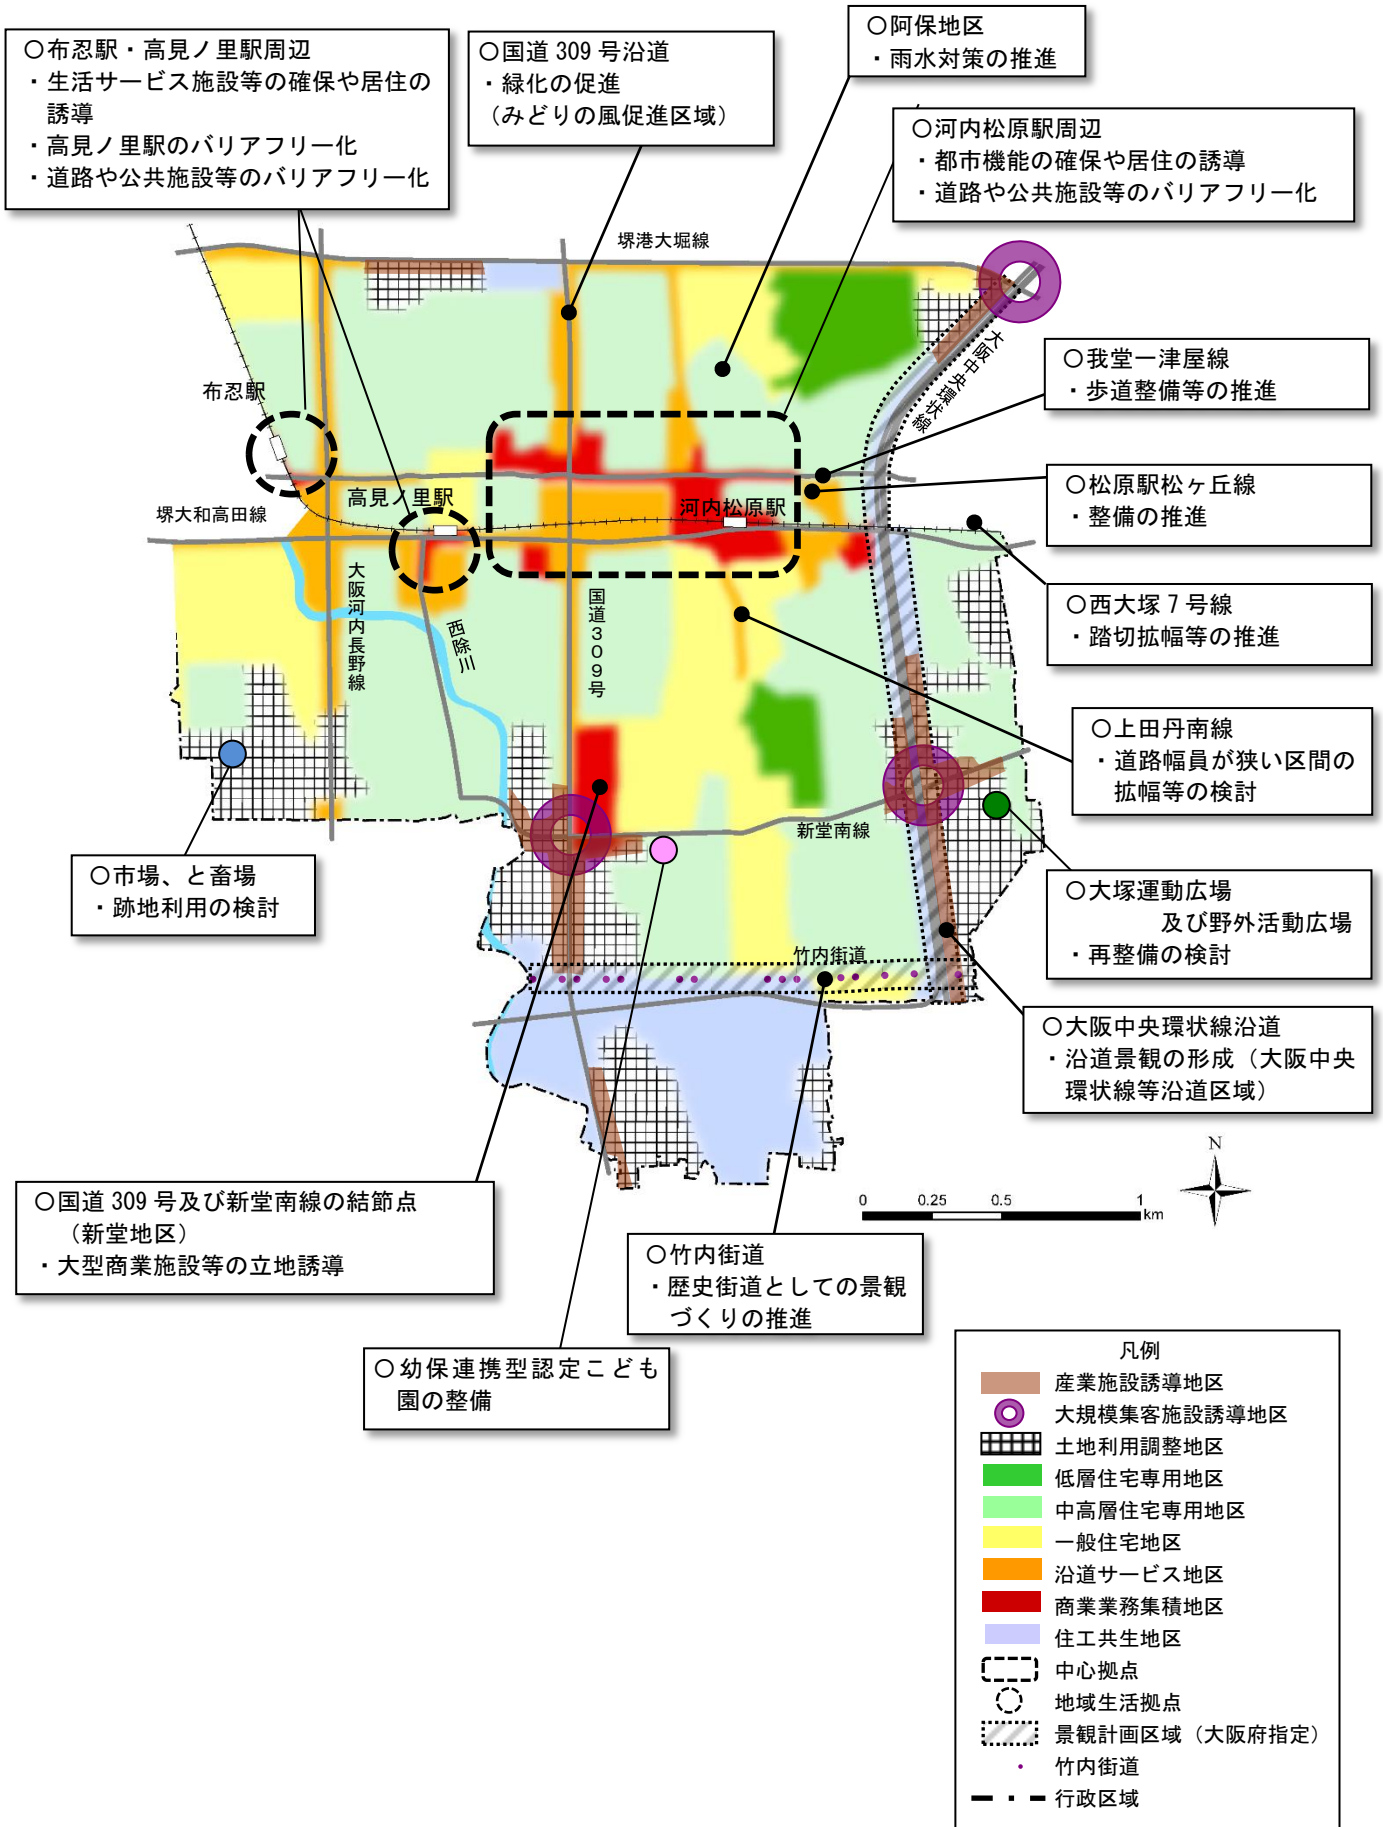 〇布忍駅・高見ノ里駅周辺
・生活サービス施設等の確保や居住の
誘導
・高見ノ里駅のバリアフリー化
・道路や公共施設等のバリアフリー化
〇国道 309 号沿道
・緑化の促進
（みどりの風促進区域）
〇阿保地区
・雨水対策の推進
〇河内松原駅周辺
・都市機能の確保や居住の誘導
・道路や公共施設等のバリアフリー化
堺港大堀線
大阪中央環状線
〇我堂一津屋線
・歩道整備等の推進
布忍駅
高見ノ里駅
河内松原駅
〇松原駅松ヶ丘線
・整備の推進
堺大和高田線
大阪河内長野線
西除川
国道３０９号
〇西大塚 7 号線
・踏切拡幅等の推進
〇上田丹南線
・道路幅員が狭い区間の
拡幅等の検討
新堂南線
〇市場、と畜場
・跡地利用の検討
〇大塚運動広場
及び野外活動広場
・再整備の検討
竹内街道
〇大阪中央環状線沿道
・沿道景観の形成（大阪中央
環状線等沿道区域）
〇国道 309 号及び新堂南線の結節点
（新堂地区）
・大型商業施設等の立地誘導
N
0 0.25 0.5 1
km
〇竹内街道
・歴史街道としての景観
づくりの推進
〇幼保連携型認定こども
園の整備
凡例
産業施設誘導地区
大規模集客施設誘導地区
土地利用調整地区
低層住宅専用地区
中高層住宅専用地区
一般住宅地区
沿道サービス地区
商業業務集積地区
住工共生地区
中心拠点
地域生活拠点
景観計画区域（大阪府指定）
竹内街道
行政区域